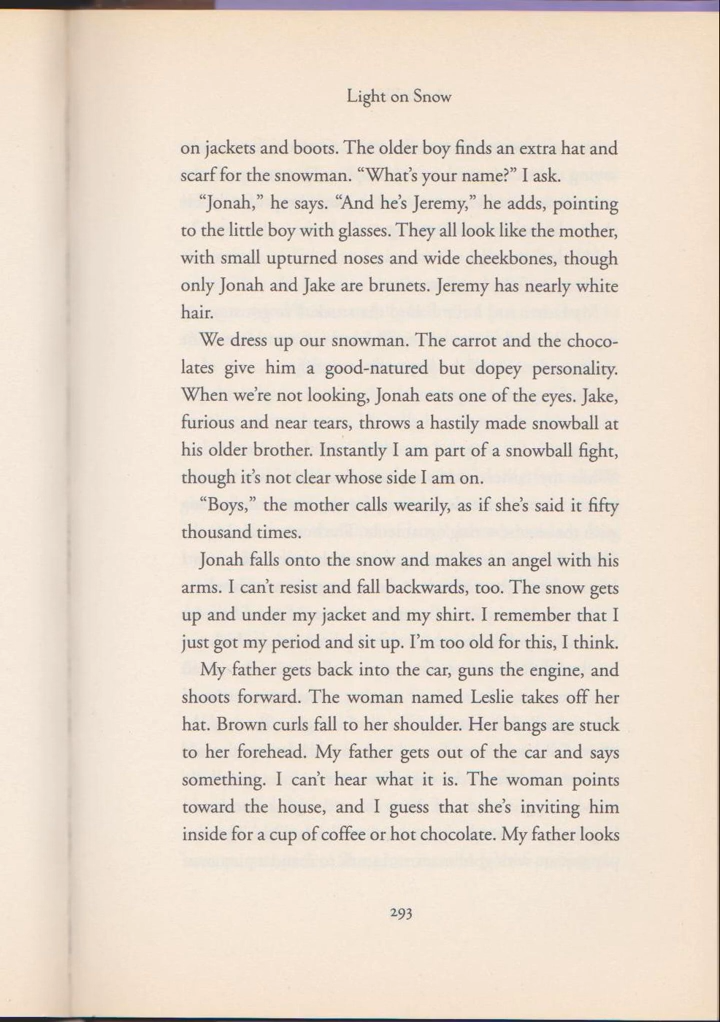 Light on Snow
on jackets and boots. The older boy finds an extra hat and
scarf for the snowman. “What’s your name?” I ask.
“Jonah,” he says. “And he’s Jeremy,” he adds, pointing
to the little boy with glasses. They all look like the mother,
with small upturned noses and wide cheekbones, though
only Jonah and Jake are brunets. Jeremy has nearly white
hair.
We dress up our snowman. The carrot and the choco-
lates give him a good-natured but dopey personality.
When we’re not looking, Jonah eats one of the eyes. Jake,
furious and near tears, throws a hastily made snowball at
his older brother. Instantly I am part of a snowball fight,
though it’s not clear whose side I am on.
“Boys,” the mother calls wearily, as if she’s said it fifty
thousand times.
Jonah falls onto the snow and makes an angel with his
arms. I can’t resist and fall backwards, too. The snow gets
up and under my jacket and my shirt. I remember that I
just got my period and sit up. I’m too old for this, I think.
My father gets back into the car, guns the engine, and
shoots forward. The woman named Leslie takes off her
hat. Brown curls fall to her shoulder. Her bangs are stuck
to her forehead. My father gets out of the car and says
something. I can’t hear what it is. The woman points
toward the house, and I guess that she’s inviting him
inside for a cup of coffee or hot chocolate. My father looks
293